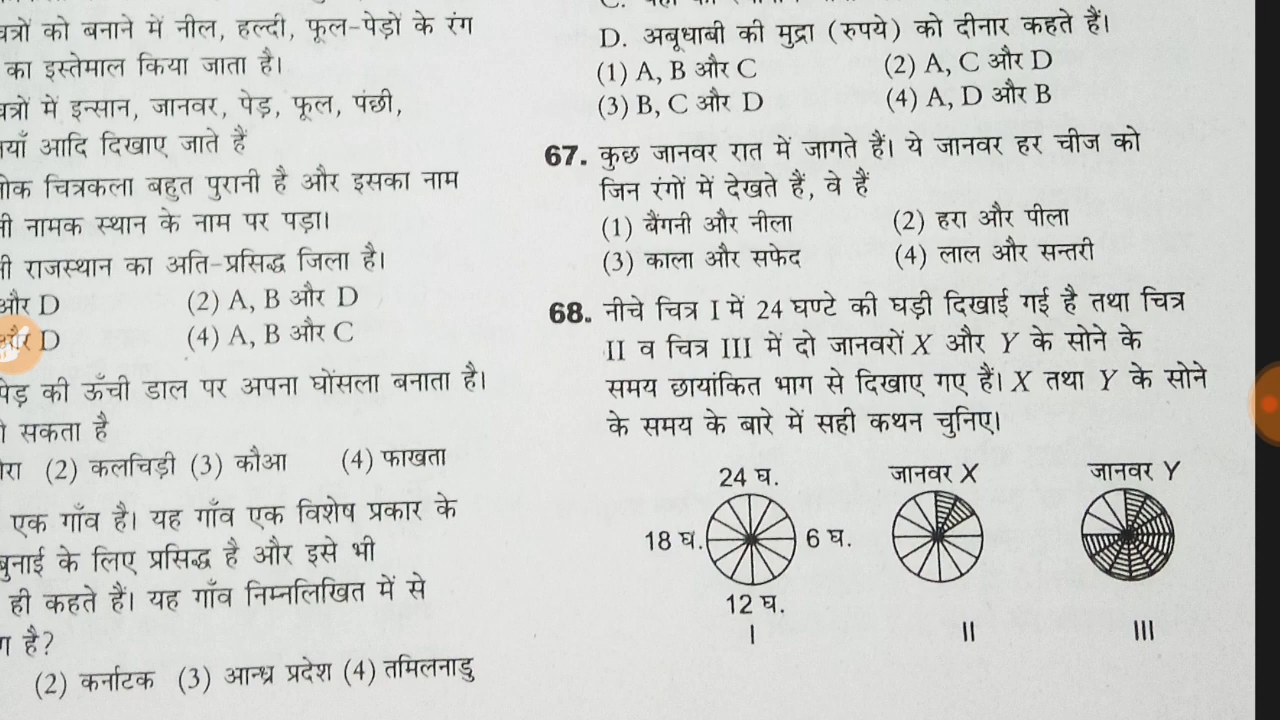 को बनाने में नील, हल्दी, फूल-पेड़ों के रंग
का इस्तेमाल किया जाता है।
में इन्सान, जानवर, पेड़, फूल, पंछी,
आदि दिखाए जाते हैं
चित्रकला बहुत पुरानी है और इसका नाम
नामक स्थान के नाम पर पड़ा।
राजस्थान का अति-प्रसिद्ध जिला है।
और D (2) A, B और D
और D (4) A, B और C
की ऊँची डाल पर अपना घोंसला बनाता है।
सकता है
(2) कलचिड़ी (3) कौआ (4) फाखता
एक गाँव है। यह गाँव एक विशेष प्रकार के
बुनाई के लिए प्रसिद्ध है और इसे भी
ही कहते हैं। यह गाँव निम्नलिखित में से
है?
(2) कर्नाटक (3) आन्ध्र प्रदेश (4) तमिलनाडु
D. अबूधाबी की मुद्रा (रुपये) को दीनार कहते हैं।
(1) A, B और C (2) A, C और D
(3) B, C और D (4) A, D और B
67. कुछ जानवर रात में जागते हैं। ये जानवर हर चीज को
जिन रंगों में देखते हैं, वे हैं
(1) बैंगनी और नीला (2) हरा और पीला
(3) काला और सफेद (4) लाल और सन्तरी
68. नीचे चित्र I में 24 घण्टे की घड़ी दिखाई गई है तथा चित्र
II व चित्र III में दो जानवरों X और Y के सोने के
समय छायांकित भाग से दिखाए गए हैं। X तथा Y के सोने
के समय के बारे में सही कथन चुनिए।
24 घ. जानवर X जानवर Y
18 घ. 6 घ.
12 घ.
I II III